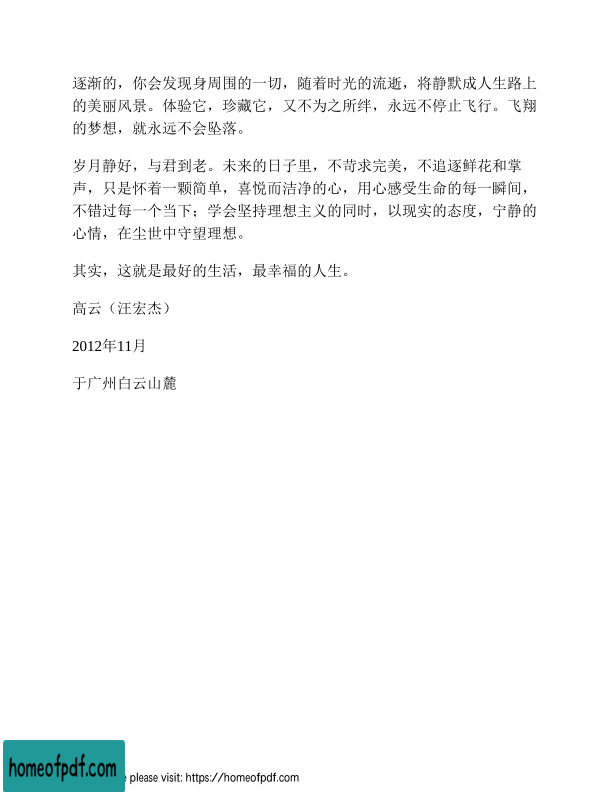 逐渐的，你会发现身周围的一切，随着时光的流逝，将静默成人生路上
的美丽风景。体验它，珍藏它，又不为之所绊，永远不停止飞行。飞翔
的梦想，就永远不会坠落。
岁月静好，与君到老。未来的日子里，不苛求完美，不追逐鲜花和掌
声，只是怀着一颗简单，喜悦而洁净的心，用心感受生命的每一瞬间，
不错过每一个当下；学会坚持理想主义的同时，以现实的态度，宁静的
心情，在尘世中守望理想。
其实，这就是最好的生活，最幸福的人生。
高云（汪宏杰）
2012年11月
于广州白云山麓
homeofpdf.com
please visit: https://homeofpdf.com